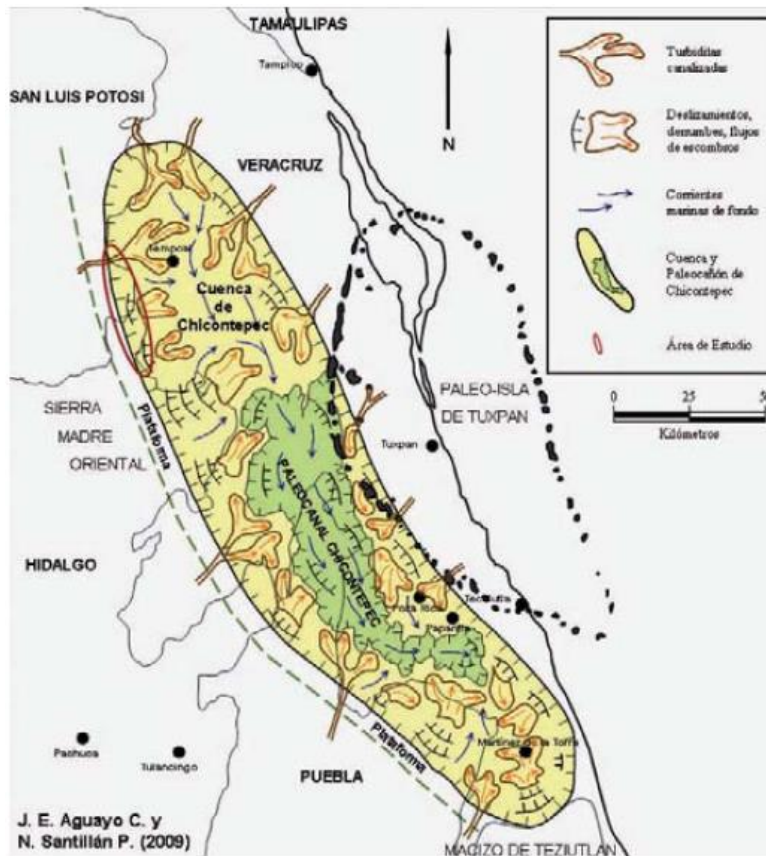 TAMAULIPAS
Tampico
SAN LUIS POTOSI
VERACRUZ
N
Turbiditas
canalizadas
Deslizamientos,
derrumbes, flujos
de escombros
Corrientes
marinas de fondo
Cuenca y
Paleocañón de
Chicontepec
Área de Estudio
Cuenca
de
Chicontepec
PALEO-ISLA
DE TUXPAN
0 25 50
Kilómetros
SIERRA
MADRE
ORIENTAL
Plataforma
Tuxpan
PALEOCANAL CHICONTEPEC
HIDALGO
Poza Rica
Tecolutla
Papantla
Martínez de la Torre
Plataforma
Pachuca
Tulancingo
PUEBLA
J. E. Aguayo C. y
N. Santillán P. (2009)
MACIZO DE TEZIUTLAN